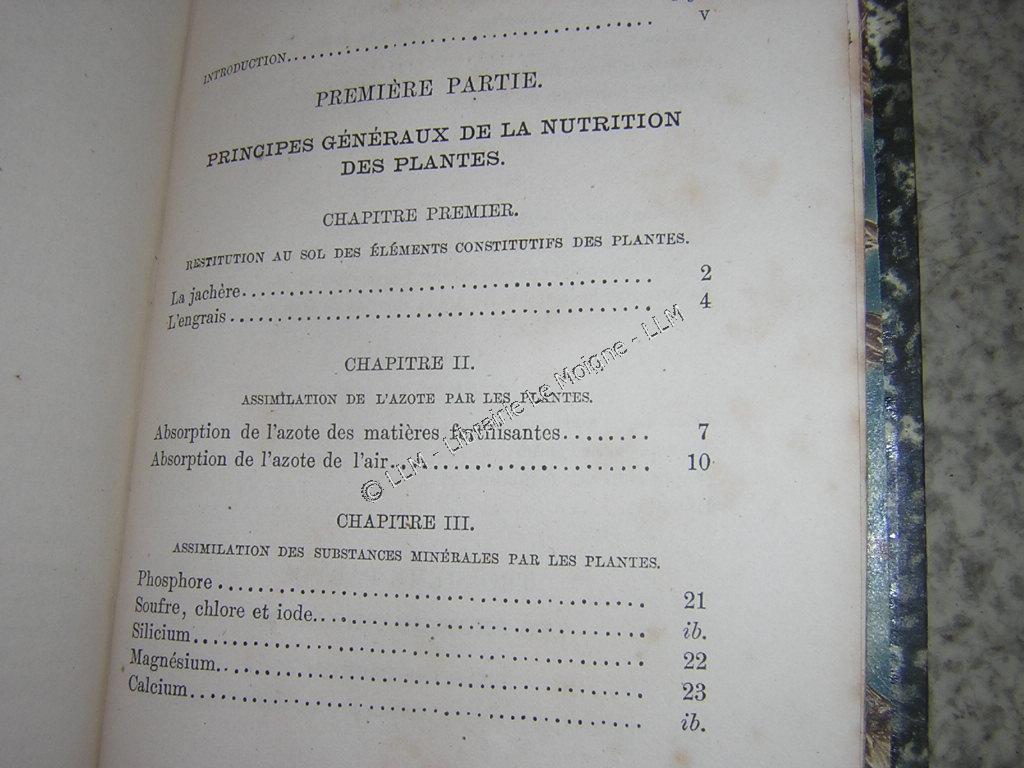 V
INTRODUCTION
PREMIÈRE PARTIE.
PRINCIPES GÉNÉRAUX DE LA NUTRITION
DES PLANTES.
CHAPITRE PREMIER.
RESTITUTION AU SOL DES ÉLÉMENTS CONSTITUTIFS DES PLANTES.
La jachère 2
L'engrais 4
CHAPITRE II.
ASSIMILATION DE L'AZOTE PAR LES PLANTES.
Absorption de l'azote des matières fertilisantes 7
Absorption de l'azote de l'air 10
© LLM - Librairie Le Moigne - LLM
CHAPITRE III.
ASSIMILATION DES SUBSTANCES MINÉRALES PAR LES PLANTES.
Phosphore 21
Soufre, chlore et iode ib.
Silicium 22
Magnésium 23
Calcium ib.